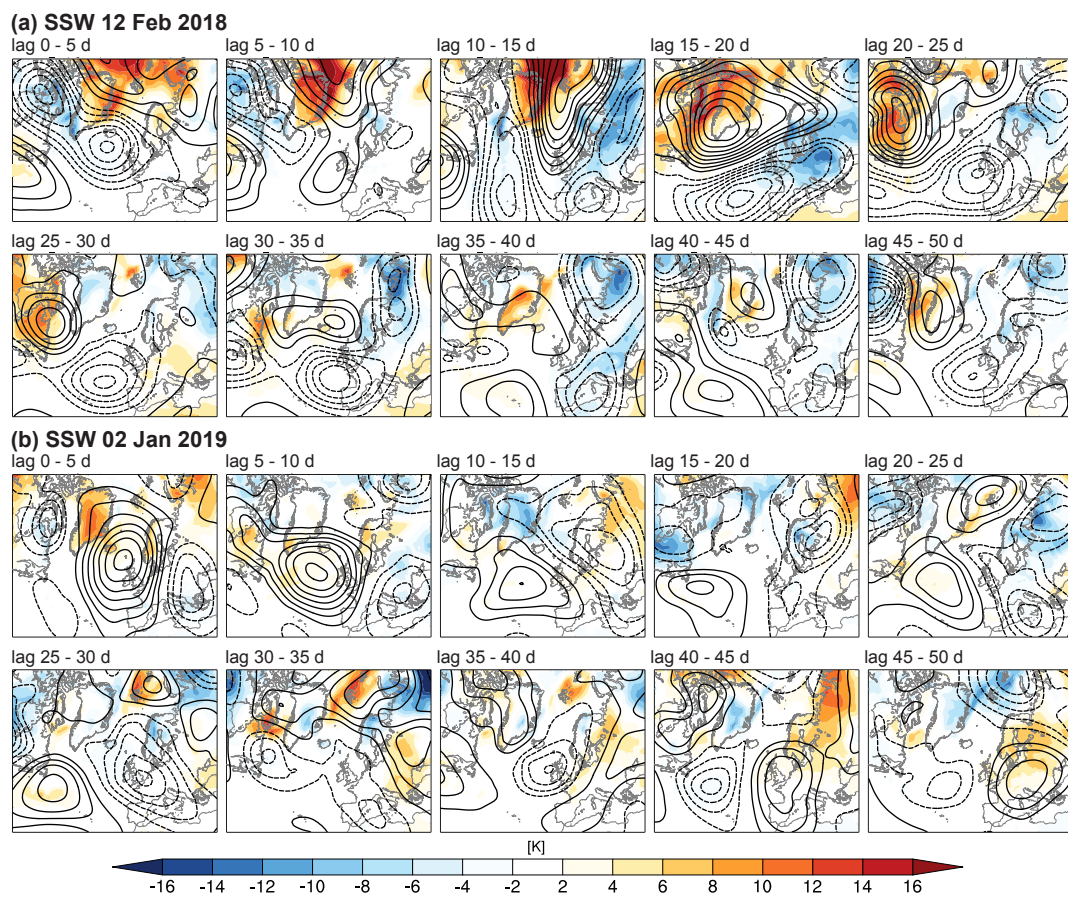 (a) SSW 12 Feb 2018
lag 0 - 5 d lag 5 - 10 d lag 10 - 15 d lag 15 - 20 d lag 20 - 25 d
lag 25 - 30 d lag 30 - 35 d lag 35 - 40 d lag 40 - 45 d lag 45 - 50 d
(b) SSW 02 Jan 2019
lag 0 - 5 d lag 5 - 10 d lag 10 - 15 d lag 15 - 20 d lag 20 - 25 d
lag 25 - 30 d lag 30 - 35 d lag 35 - 40 d lag 40 - 45 d lag 45 - 50 d
[K]
-16 -14 -12 -10 -8 -6 -4 -2 2 4 6 8 10 12 14 16